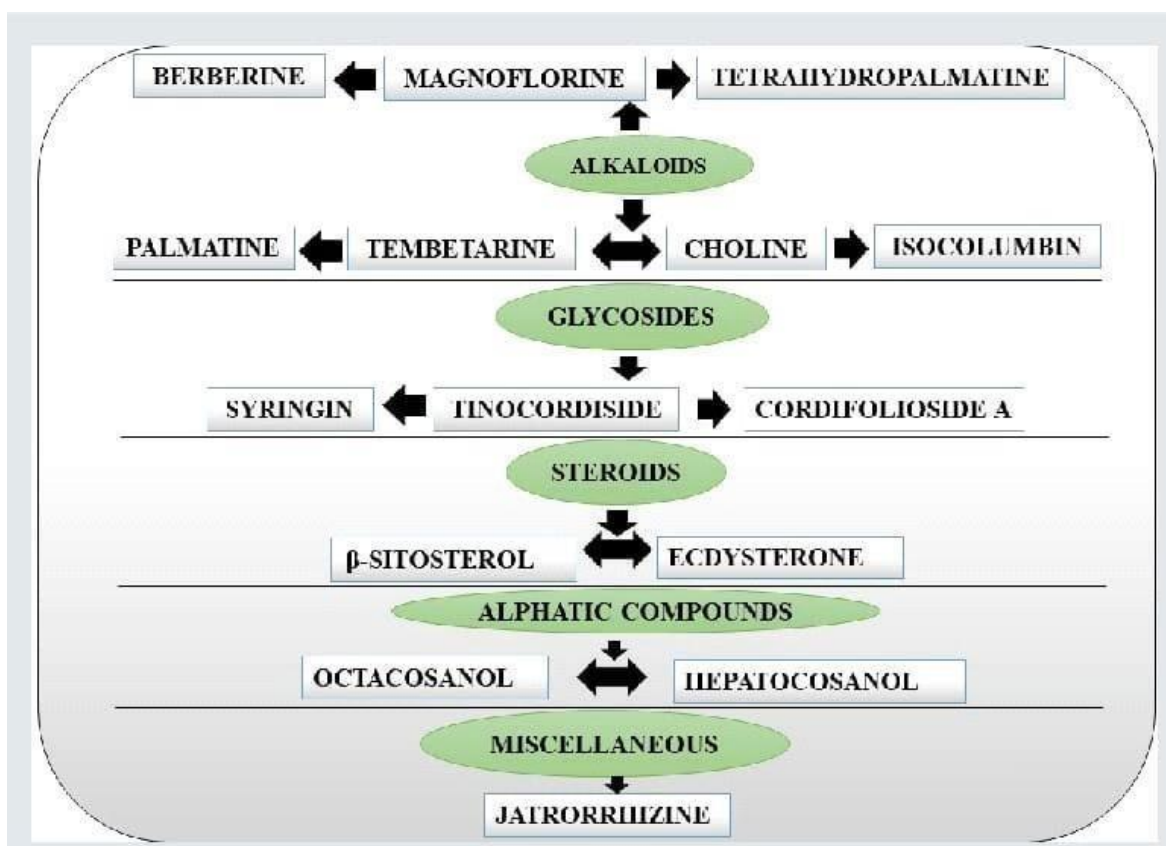 BERBERINE
MAGNOFLORINE
TETRAHYDROPALMATINE
ALKALOIDS
PALMATINE
TEMBETARINE
CHOLINE
ISOCOLUMBIN
GLYCOSIDES
SYRINGIN
TINOCORDISIDE
CORDIFOLIOSIDE A
STEROIDS
β-SITOSTEROL
ECDYSTERONE
ALPHATIC COMPOUNDS
OCTACOSANOL
HEPATOCOSANOL
MISCELLANEOUS
JATRORRHIZINE